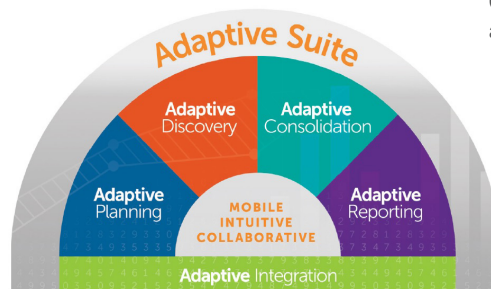 Adaptive Suite
Adaptive
Discovery
Adaptive
Consolidation
Adaptive
Planning
Adaptive
Reporting
MOBILE
INTUITIVE
COLLABORATIVE
Adaptive Integration